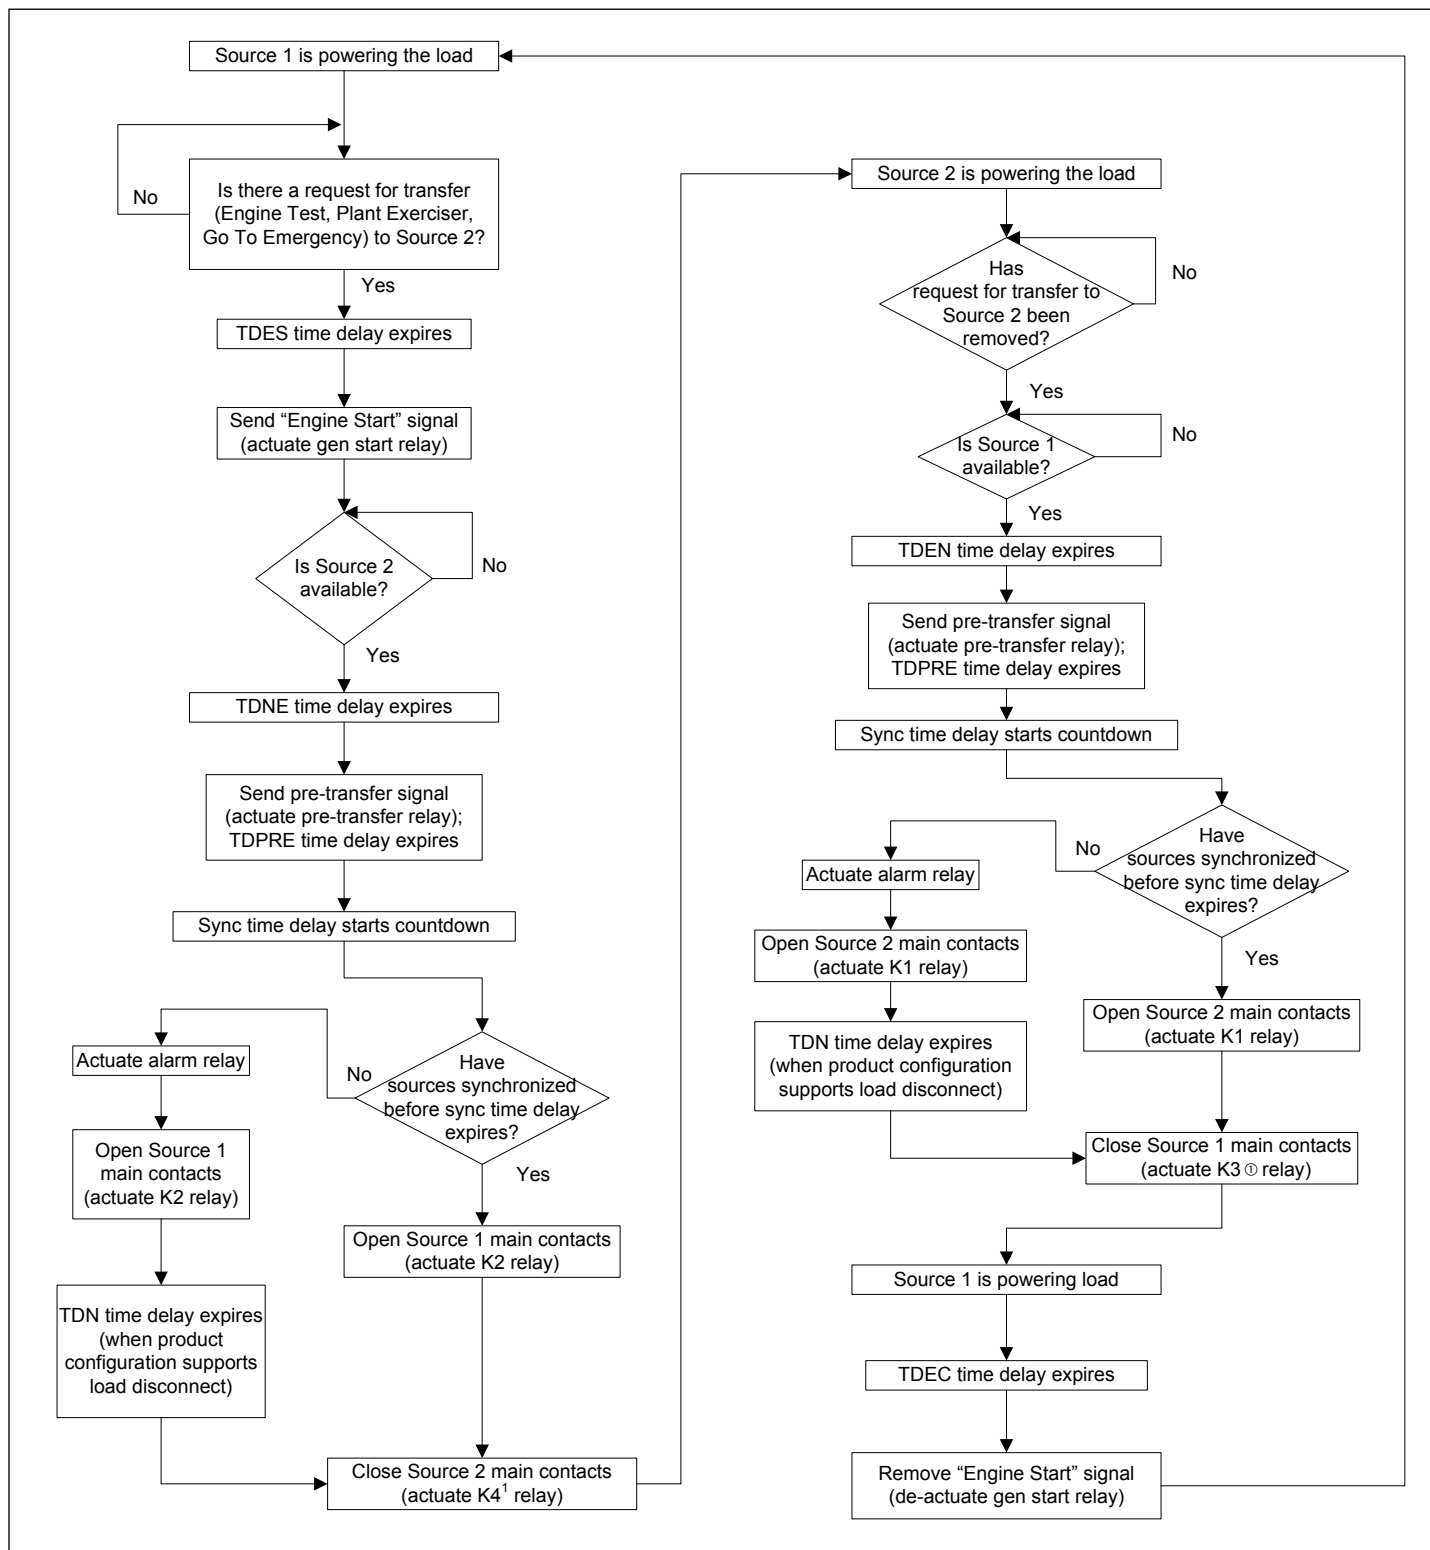 Source 1 is powering the load
No
Is there a request for transfer
(Engine Test, Plant Exerciser,
Go To Emergency) to Source 2?
Yes
TDES time delay expires
Send “Engine Start” signal
(actuate gen start relay)
Is Source 2
available?
No
Yes
TDNE time delay expires
Send pre-transfer signal
(actuate pre-transfer relay);
TDPRE time delay expires
Sync time delay starts countdown
Have
sources synchronized
before sync time delay
expires?
No
Actuate alarm relay
Open Source 1
main contacts
(actuate K2 relay)
TDN time delay expires
(when product
configuration supports
load disconnect)
Yes
Open Source 1 main contacts
(actuate K2 relay)
Close Source 2 main contacts
(actuate K4¹ relay)
Source 2 is powering the load
Has
request for transfer to
Source 2 been
removed?
No
Yes
Is Source 1
available?
No
Yes
TDEN time delay expires
Send pre-transfer signal
(actuate pre-transfer relay);
TDPRE time delay expires
Sync time delay starts countdown
Have
sources synchronized
before sync time delay
expires?
No
Actuate alarm relay
Open Source 2 main contacts
(actuate K1 relay)
TDN time delay expires
(when product configuration
supports load disconnect)
Yes
Open Source 2 main contacts
(actuate K1 relay)
Close Source 1 main contacts
(actuate K3 ① relay)
Source 1 is powering load
TDEC time delay expires
Remove “Engine Start” signal
(de-actuate gen start relay)